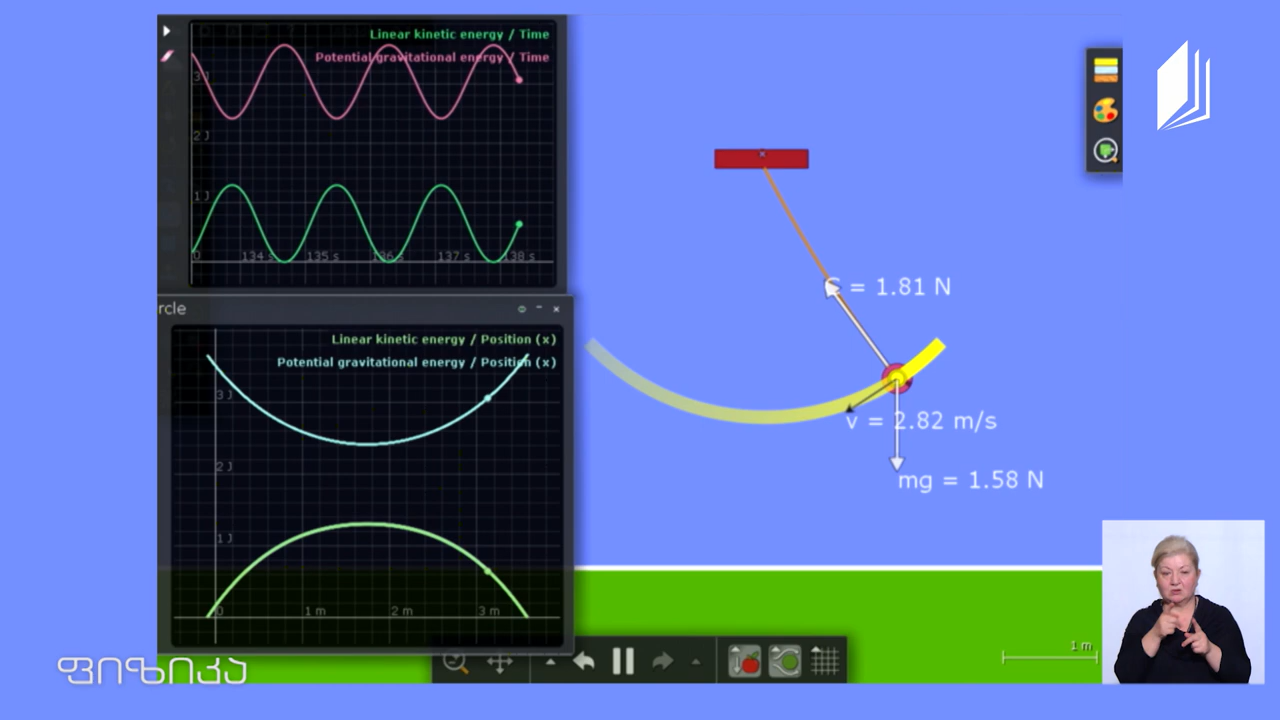 Linear kinetic energy / Time
Potential gravitational energy / Time
3 J
2 J
1 J
0
134 s
135 s
136 s
137 s
138 s
rcle
Linear kinetic energy / Position (x)
Potential gravitational energy / Position (x)
3 J
2 J
1 J
0
1 m
2 m
3 m
= 1.81 N
v = 2.82 m/s
mg = 1.58 N
1 m
ფიზიკა